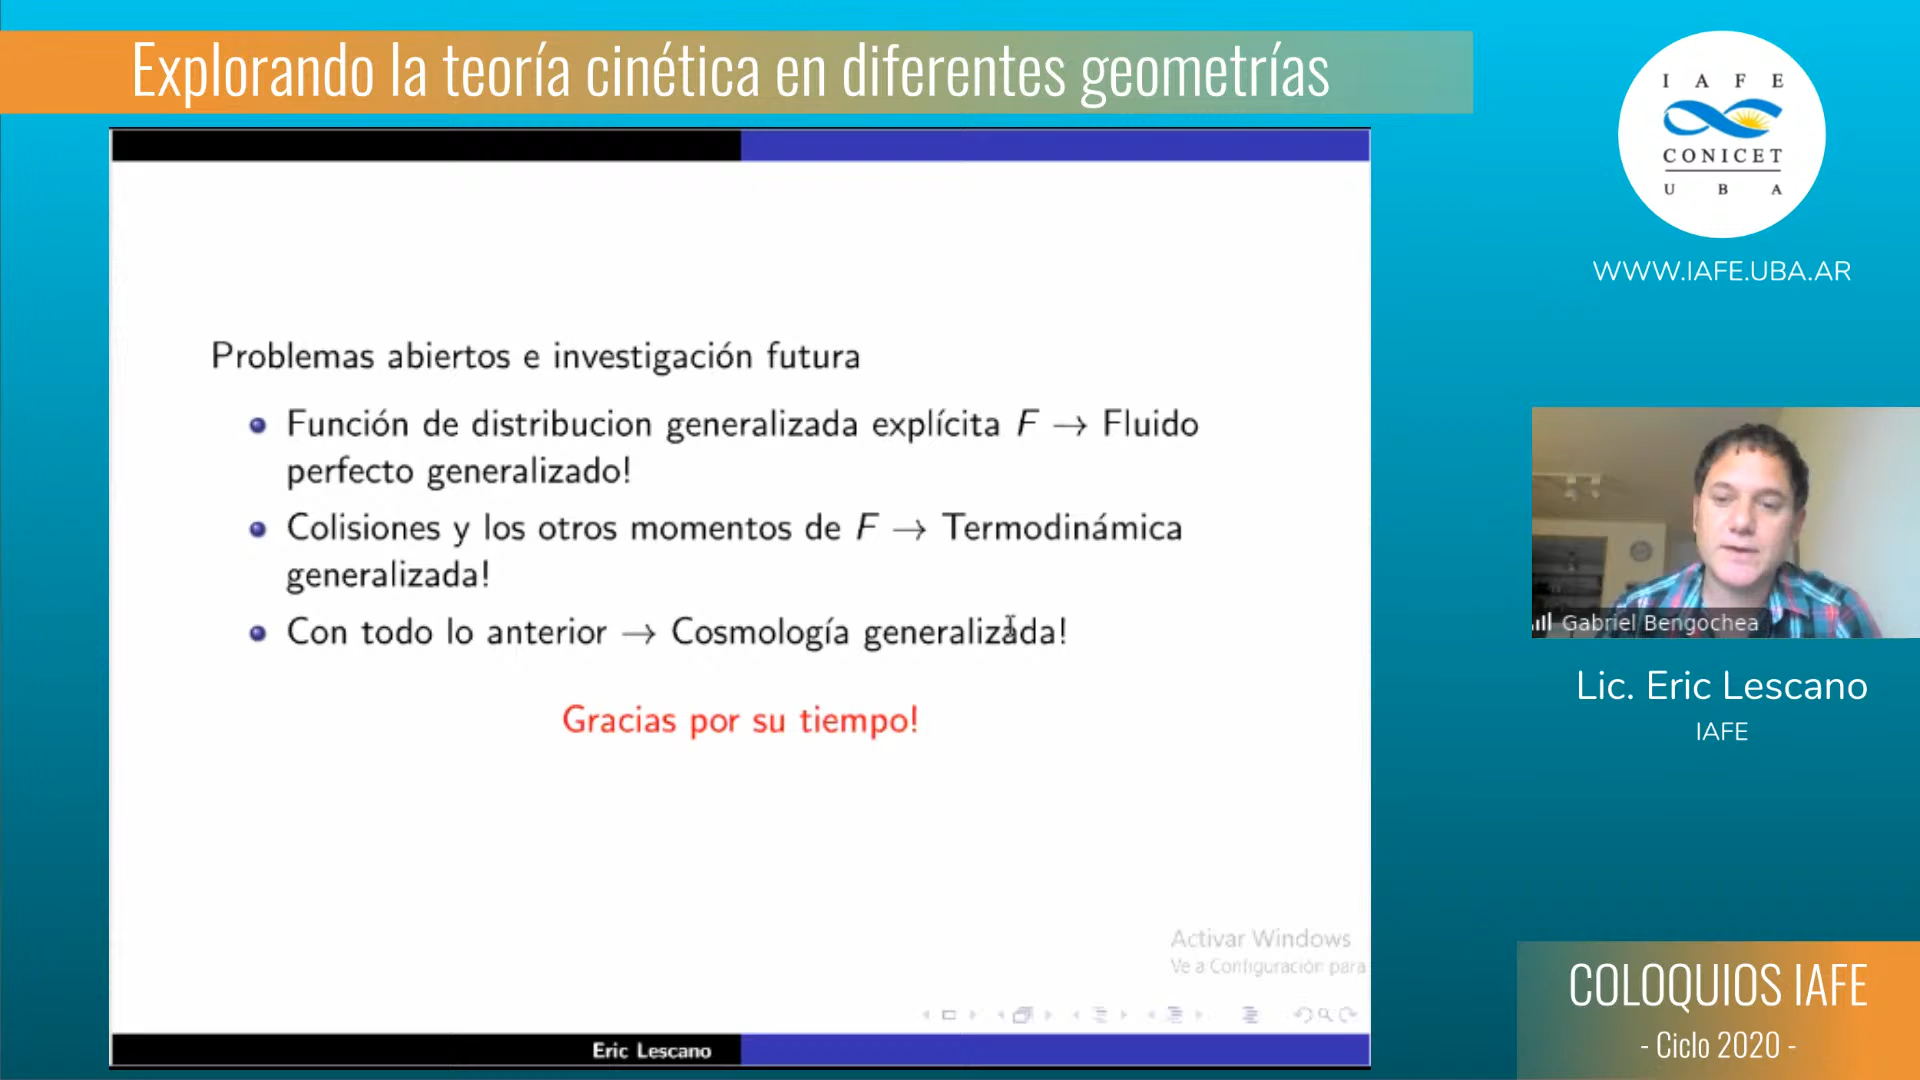 Explorando la teoría cinética en diferentes geometrías
I A F E
CONICET
U B A
WWW.IAFE.UBA.AR
Problemas abiertos e investigación futura
Función de distribucion generalizada explícita F → Fluido
perfecto generalizado!
Colisiones y los otros momentos de F → Termodinámica
generalizada!
Con todo lo anterior → Cosmología generalizada!
Gracias por su tiempo!
Gabriel Bengochea
Lic. Eric Lescano
IAFE
Activar Windows
Ve a Configuración para
Eric Lescano
COLOQUIOS IAFE
- Ciclo 2020 -